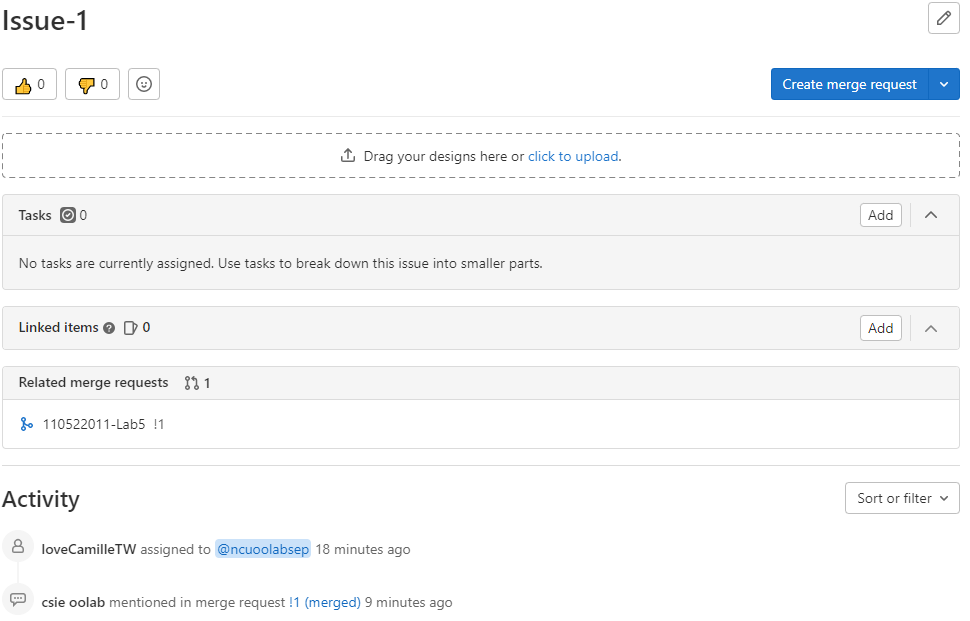 Issue-1
0 0 Create merge request
Drag your designs here or click to upload.
Tasks 0 Add
No tasks are currently assigned. Use tasks to break down this issue into smaller parts.
Linked items ? 0 Add
Related merge requests 1
110522011-Lab5 !1
Activity Sort or filter
loveCamilleTW assigned to @ncuoolabsep 18 minutes ago
csie oolab mentioned in merge request !1 (merged) 9 minutes ago